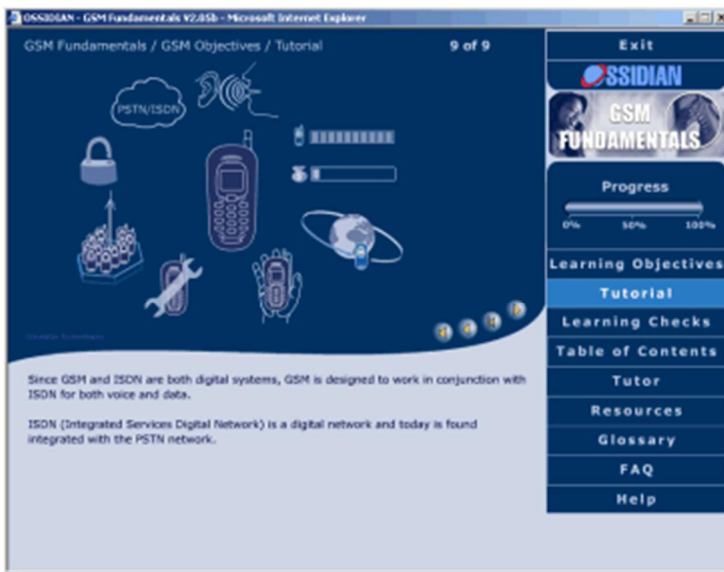 OSSIDIAN - GSM Fundamentals V2.05b - Microsoft Internet Explorer
GSM Fundamentals / GSM Objectives / Tutorial
9 of 9
PSTN/ISDN
Since GSM and ISDN are both digital systems, GSM is designed to work in conjunction with
ISDN for both voice and data.
ISDN (Integrated Services Digital Network) is a digital network and today is found
integrated with the PSTN network.
Exit
OSSIDIAN
GSM
FUNDAMENTALS
Progress
0% 50% 100%
Learning Objectives
Tutorial
Learning Checks
Table of Contents
Tutor
Resources
Glossary
FAQ
Help